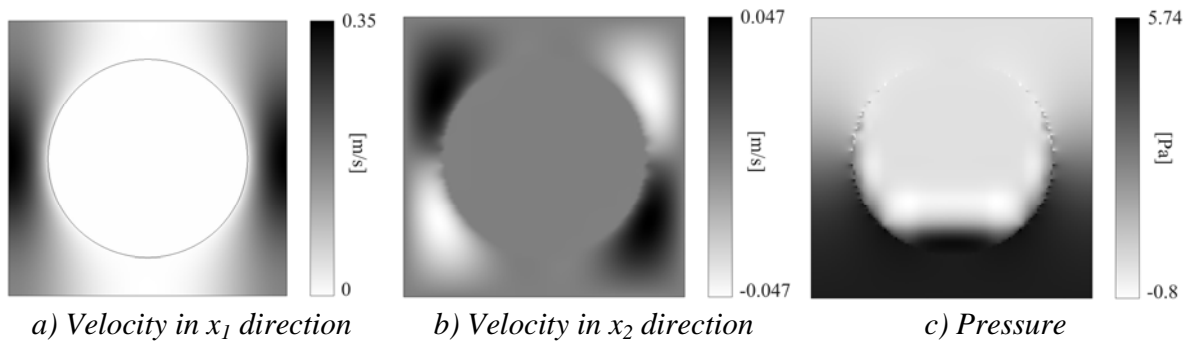 0.35
[m/s]
0
0.047
[m/s]
-0.047
5.74
[Pa]
-0.8
a) Velocity in x₁ direction
b) Velocity in x₂ direction
c) Pressure